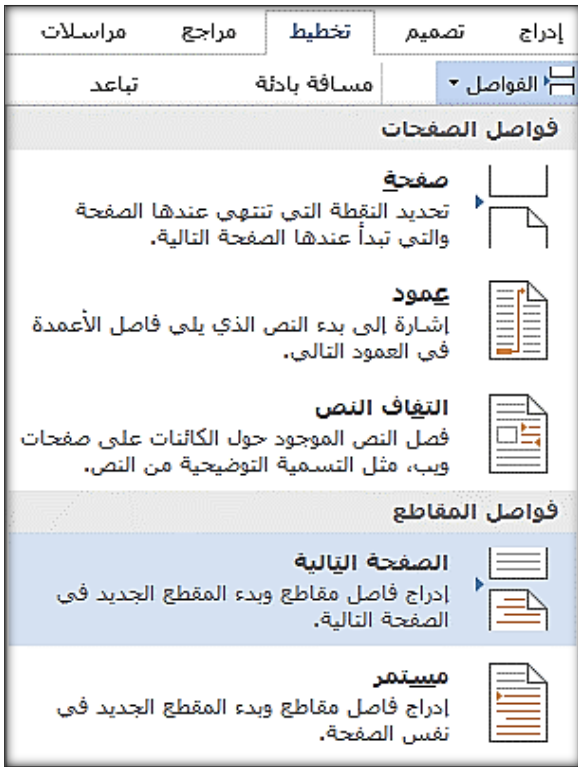 إدراج تصميم تخطيط مراجع مراسلات
الفواصل مسافة بادئة تباعد
فواصل الصفحات
صفحة
تحديد النقطة التي تنتهي عندها الصفحة
والتي تبدأ عندها الصفحة التالية.
عمود
إشارة إلى بدء النص الذي يلي فاصل الأعمدة
في العمود التالي.
التفاف النص
فصل النص الموجود حول الكائنات على صفحات
ويب، مثل التسمية التوضيحية من النص.
فواصل المقاطع
الصفحة التالية
إدراج فاصل مقاطع وبدء المقطع الجديد في
الصفحة التالية.
مستمر
إدراج فاصل مقاطع وبدء المقطع الجديد في
نفس الصفحة.